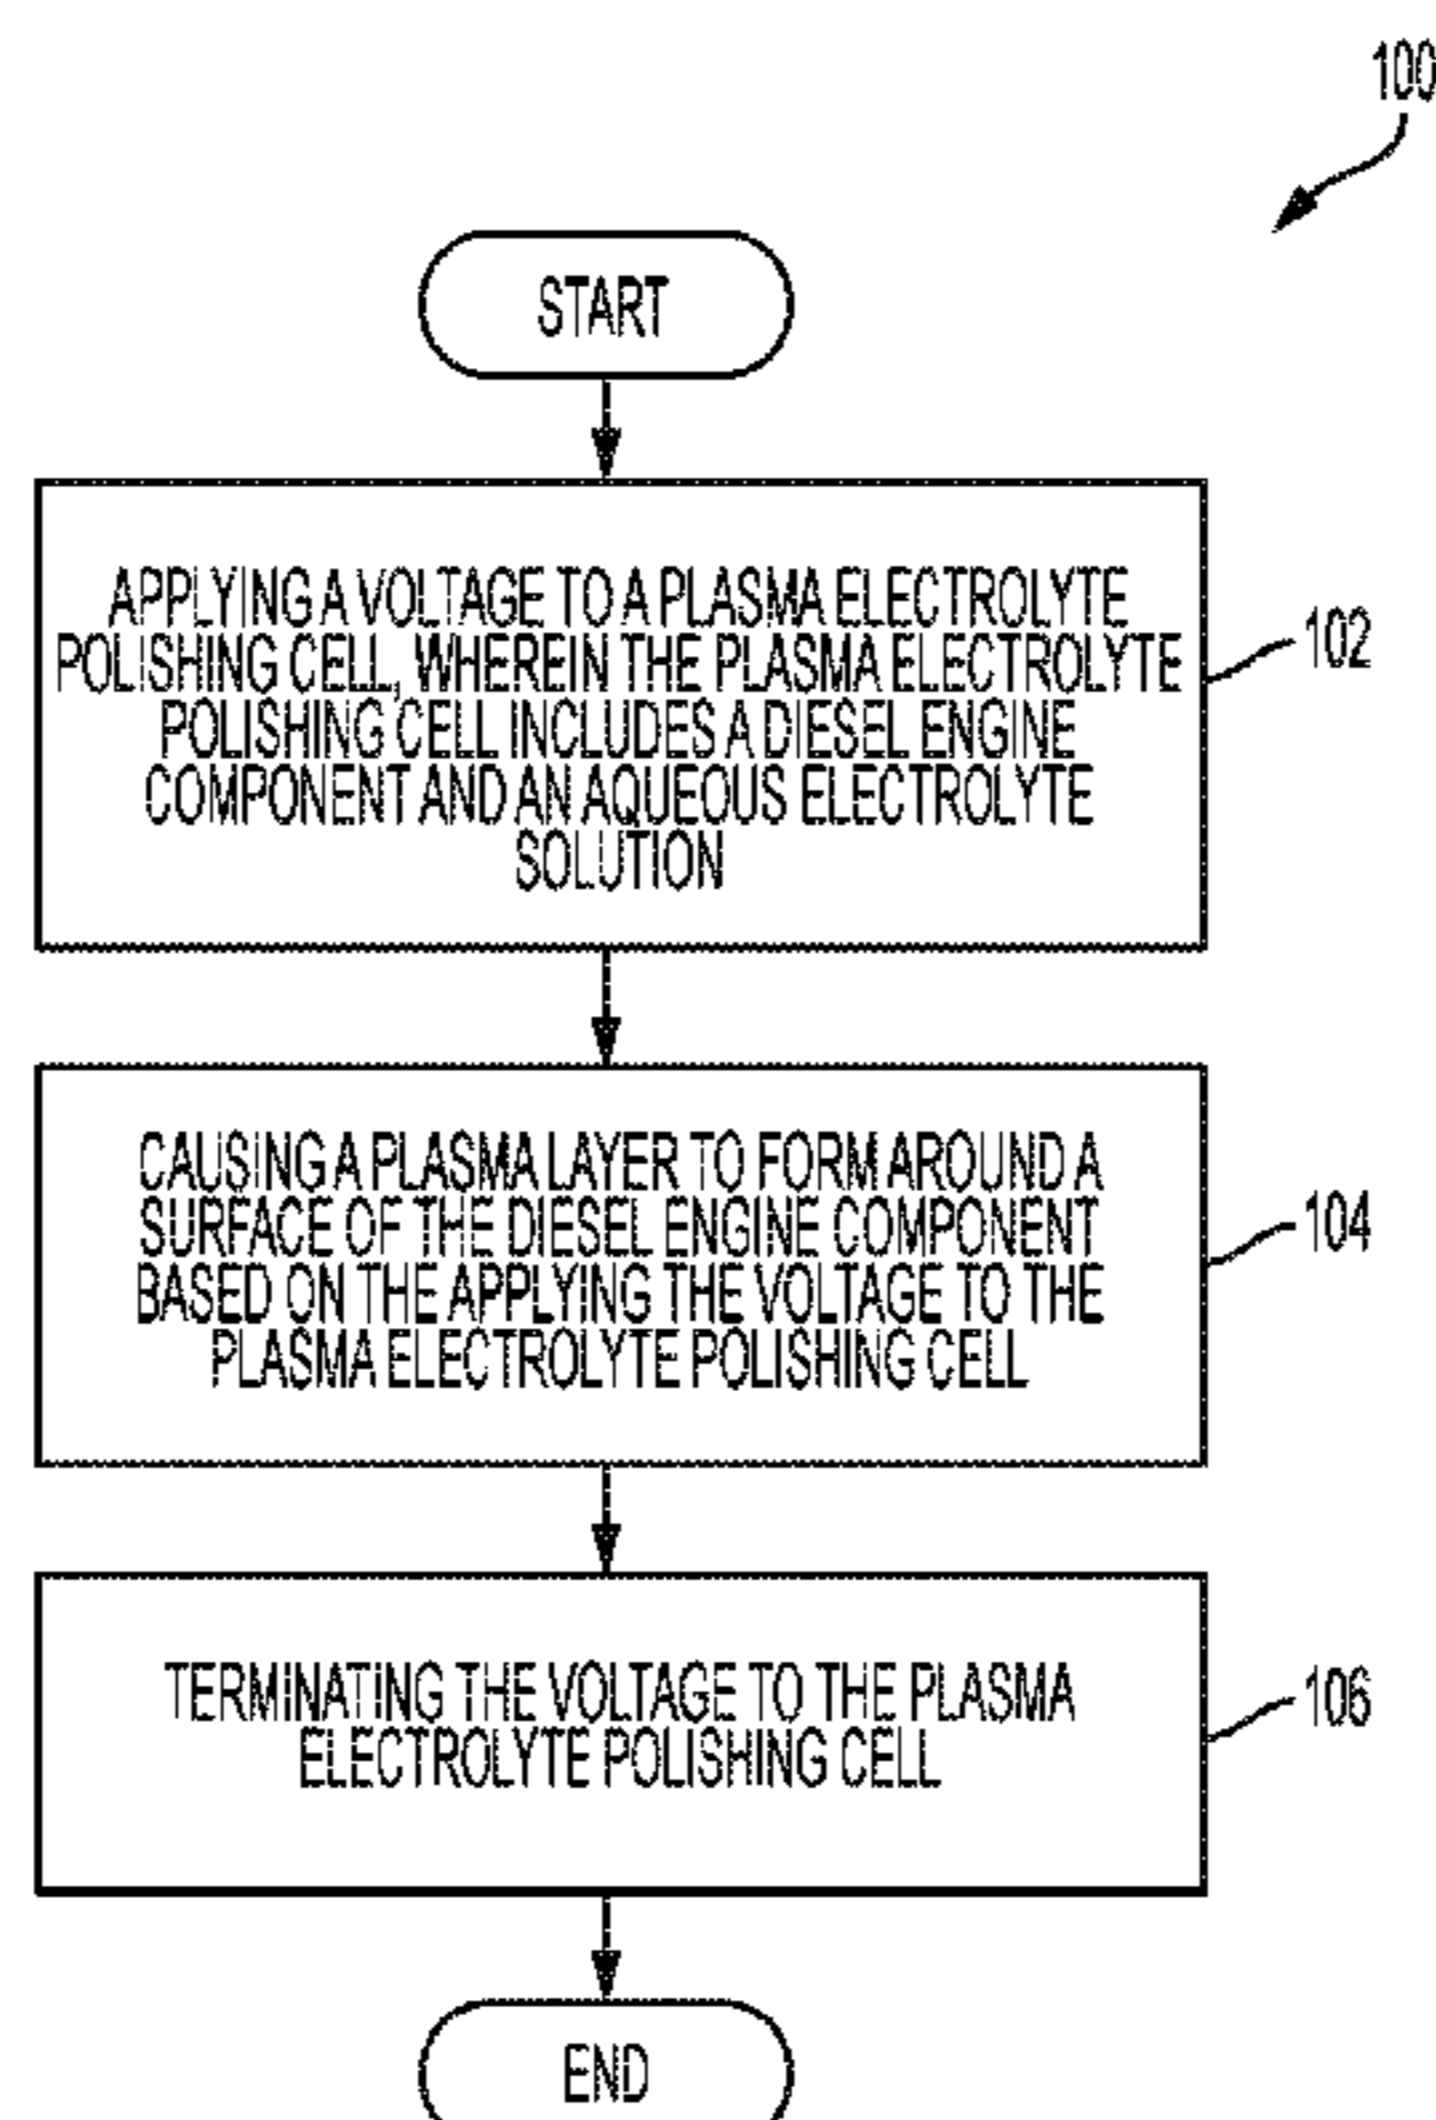 100
START
APPLYING A VOLTAGE TO A PLASMA ELECTROLYTE
POLISHING CELL, WHEREIN THE PLASMA ELECTROLYTE
POLISHING CELL INCLUDES A DIESEL ENGINE
COMPONENT AND AN AQUEOUS ELECTROLYTE
SOLUTION
102
CAUSING A PLASMA LAYER TO FORM AROUND A
SURFACE OF THE DIESEL ENGINE COMPONENT
BASED ON THE APPLYING THE VOLTAGE TO THE
PLASMA ELECTROLYTE POLISHING CELL
104
TERMINATING THE VOLTAGE TO THE PLASMA
ELECTROLYTE POLISHING CELL
106
END